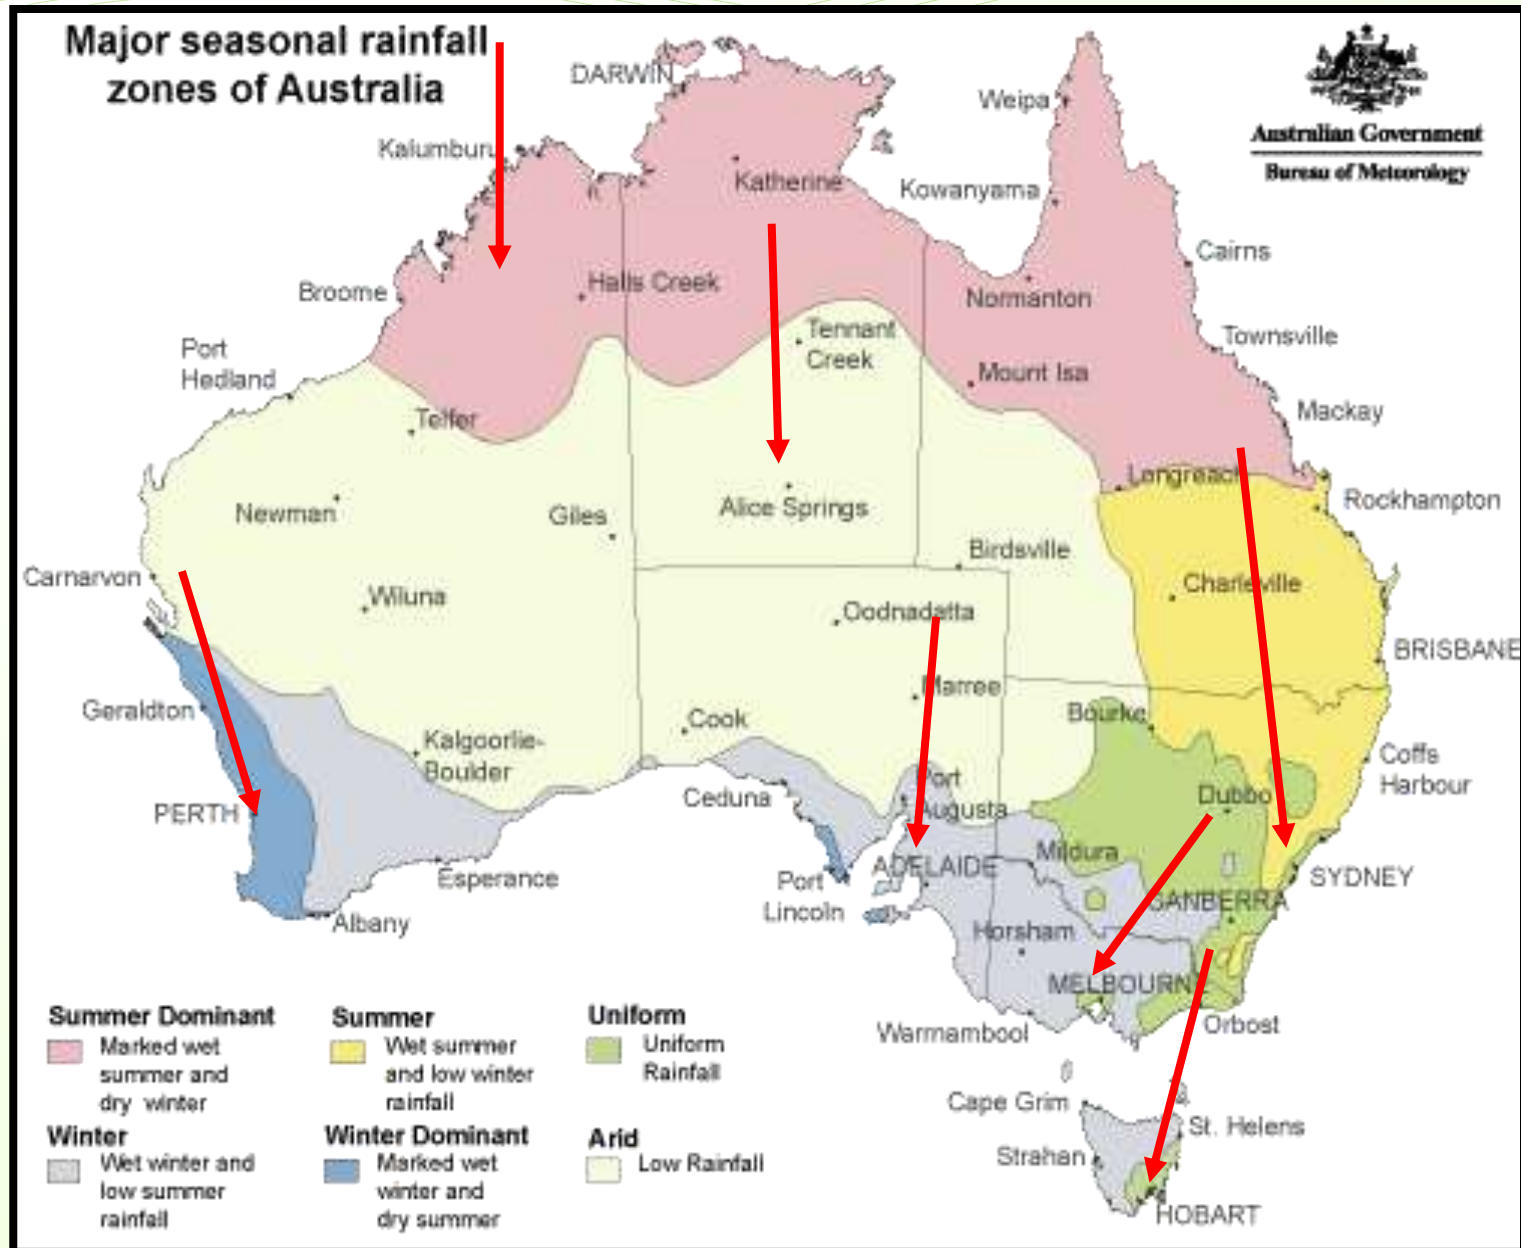 Major seasonal rainfall
zones of Australia
Australian Government
Bureau of Meteorology
DARWIN
Weipa
Kalumburu
Katherine
Kowanyama
Cairns
Broome
Halls Creek
Normanton
Port
Hedland
Tennant
Creek
Townsville
Mount Isa
Telfer
Mackay
Longreach
Newman
Giles
Alice Springs
Rockhampton
Birdsville
Carnarvon
Wiluna
Oodnadatta
Charleville
BRISBANE
Marree
Geraldton
Cook
Bourke
Kalgoorlie-
Boulder
Coffs
Harbour
PERTH
Ceduna
Port
Augusta
Dubbo
Mildura
ADELAIDE
Esperance
Port
Lincoln
SYDNEY
CANBERRA
Albany
Horsham
MELBOURNE
Warrnambool
Orbost
Cape Grim
St. Helens
Strahan
HOBART
Summer Dominant
Marked wet
summer and
dry winter
Summer
Wet summer
and low winter
rainfall
Uniform
Uniform
Rainfall
Winter
Wet winter and
low summer
rainfall
Winter Dominant
Marked wet
winter and
dry summer
Arid
Low Rainfall